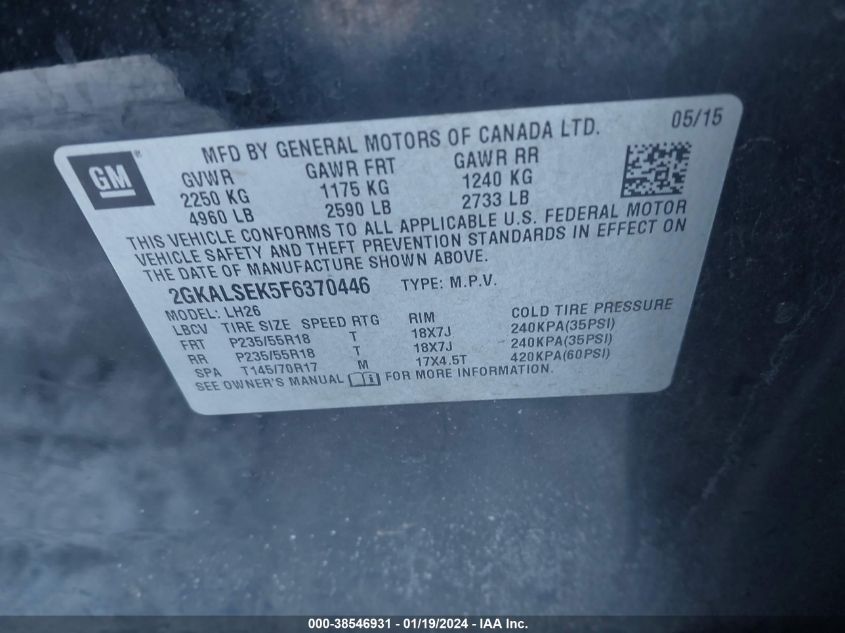 GM
MFD BY GENERAL MOTORS OF CANADA LTD. 05/15
GVWR GAWR FRT GAWR RR
2250 KG 1175 KG 1240 KG
4960 LB 2590 LB 2733 LB
THIS VEHICLE CONFORMS TO ALL APPLICABLE U.S. FEDERAL MOTOR
VEHICLE SAFETY AND THEFT PREVENTION STANDARDS IN EFFECT ON
THE DATE OF MANUFACTURE SHOWN ABOVE.
2GKALSEK5F6370446 TYPE: M.P.V.
MODEL: LH26
LBCV TIRE SIZE SPEED RTG RIM COLD TIRE PRESSURE
FRT P235/55R18 T 18X7J 240KPA(35PSI)
RR P235/55R18 T 18X7J 240KPA(35PSI)
SPA T145/70R17 M 17X4.5T 420KPA(60PSI)
SEE OWNER'S MANUAL FOR MORE INFORMATION.
000-38546931 - 01/19/2024 - IAA Inc.